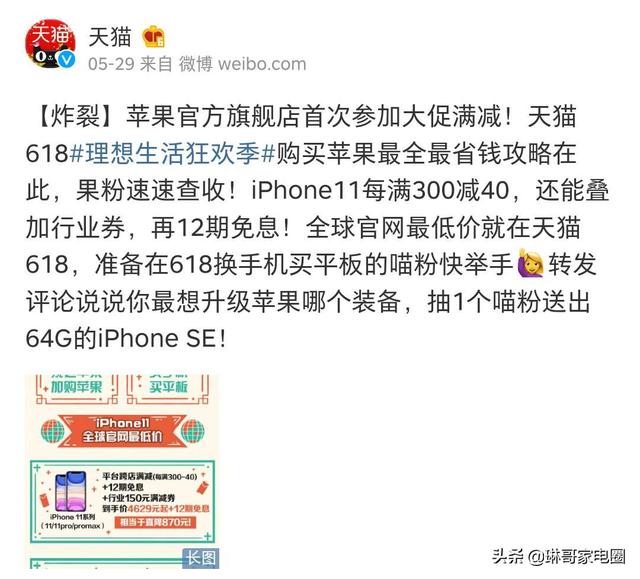 天猫
天猫
05-29 来自 微博 weibo.com
【炸裂】苹果官方旗舰店首次参加大促满减！天猫
618#理想生活狂欢季#购买苹果最全最省钱攻略在
此，果粉速速查收！iPhone11每满300减40，还能叠
加行业券，再12期免息！全球官网最低价就在天猫
618，准备在618换手机买平板的喵粉快举手🙋‍♀️转发
评论说说你最想升级苹果哪个装备，抽1个喵粉送出
64G的iPhone SE！
加购苹果
买平板
iPhone11
全球官网最低价
平台跨店满减(每满300-40)
+12期免息
+行业150元满减券
到手价4629元起+12期免息
iPhone 11系列
(11/11pro/promax)
相当于直降870元!
长图
头条 @琳哥家电圈